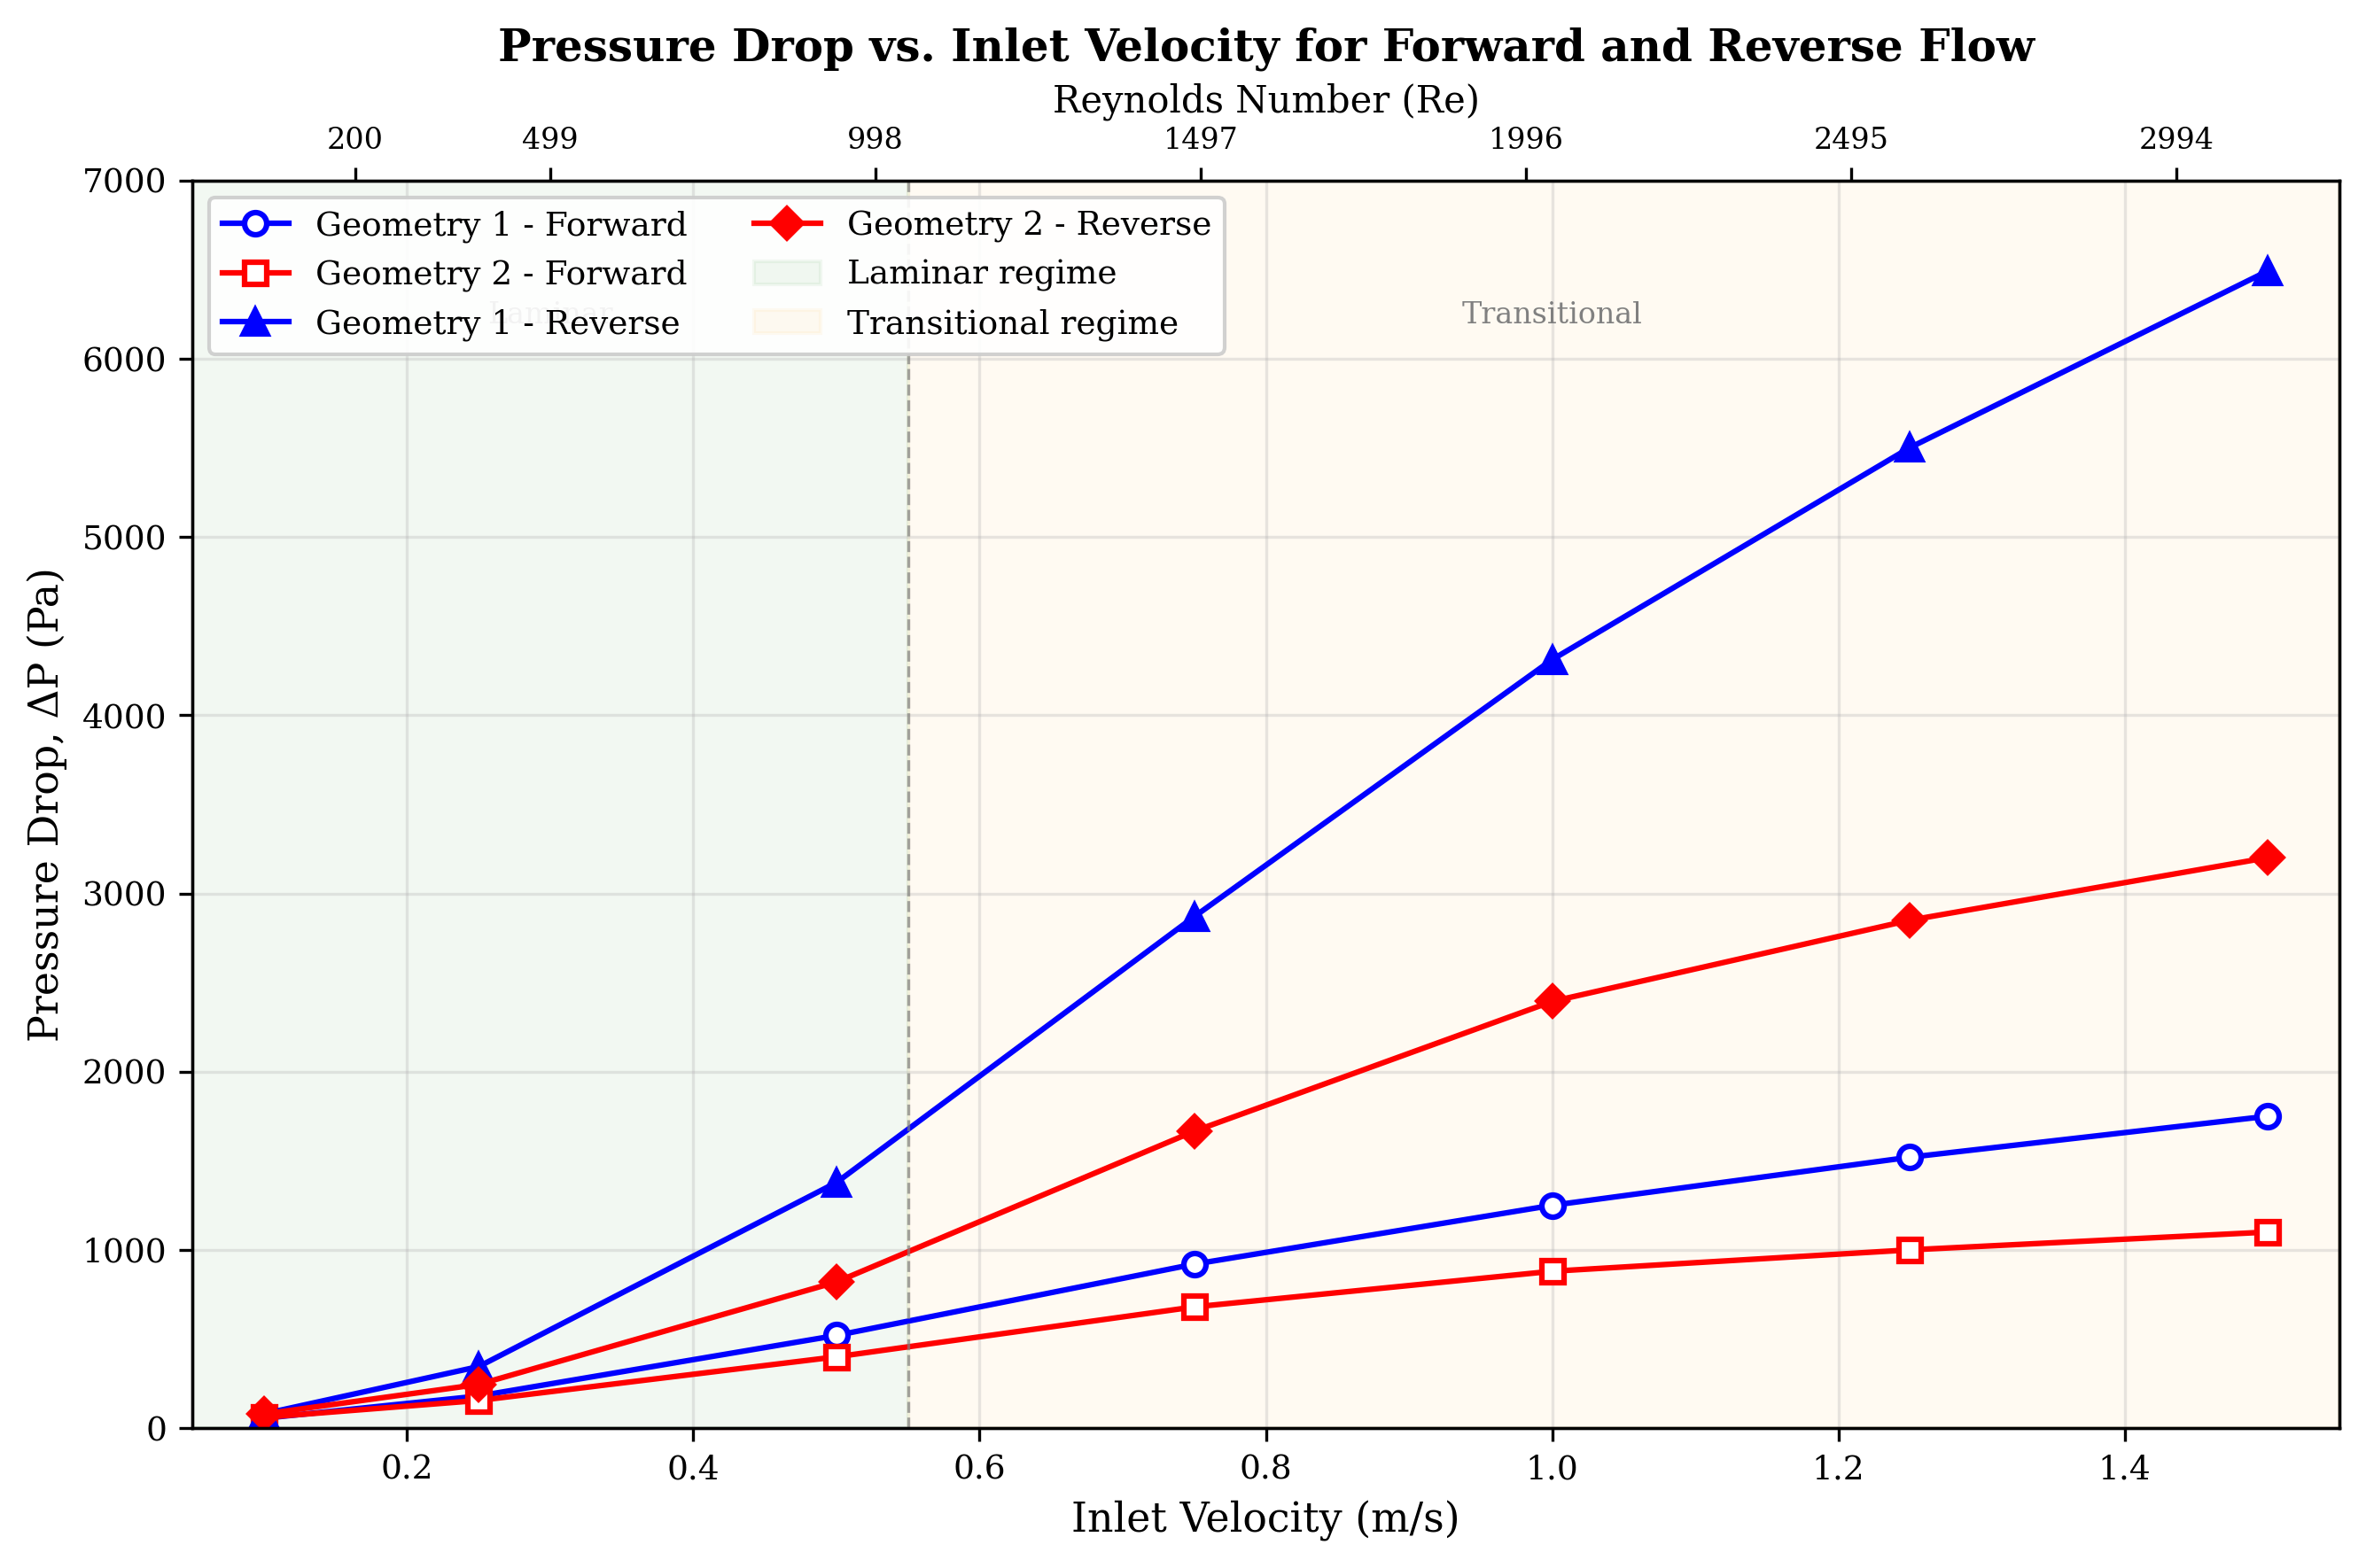 Pressure Drop vs. Inlet Velocity for Forward and Reverse Flow
Reynolds Number (Re)
200 499 998 1497 1996 2495 2994
Geometry 1 - Forward
Geometry 2 - Forward
Geometry 1 - Reverse
Geometry 2 - Reverse
Laminar regime
Transitional regime
Laminar
Transitional
Pressure Drop, ΔP (Pa)
7000
6000
5000
4000
3000
2000
1000
0
0.2 0.4 0.6 0.8 1.0 1.2 1.4
Inlet Velocity (m/s)